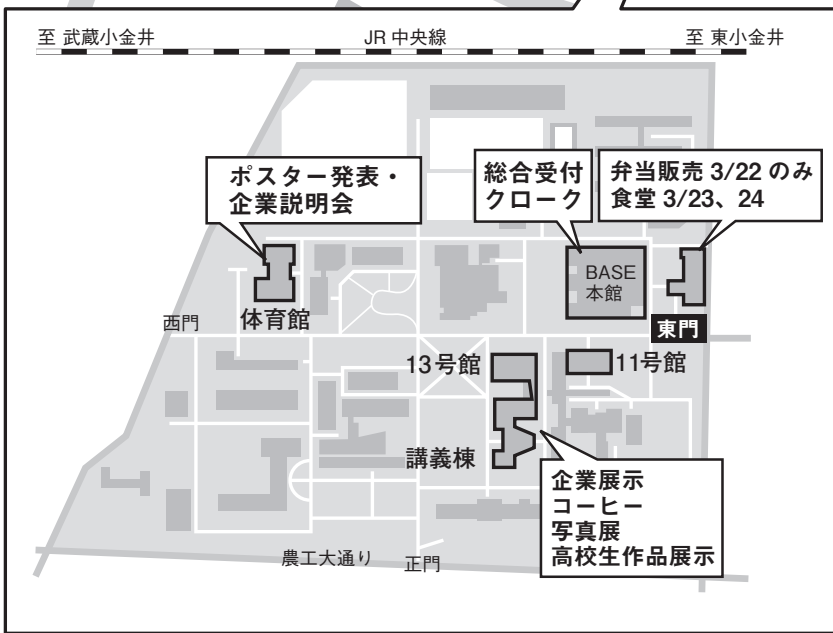 至 武蔵小金井
JR 中央線
至 東小金井
ポスター発表・
企業説明会
総合受付
クローク
弁当販売 3/22 のみ
食堂 3/23、24
BASE
本館
西門
体育館
東門
13号館
11号館
講義棟
企業展示
コーヒー
写真展
高校生作品展示
農工大通り
正門